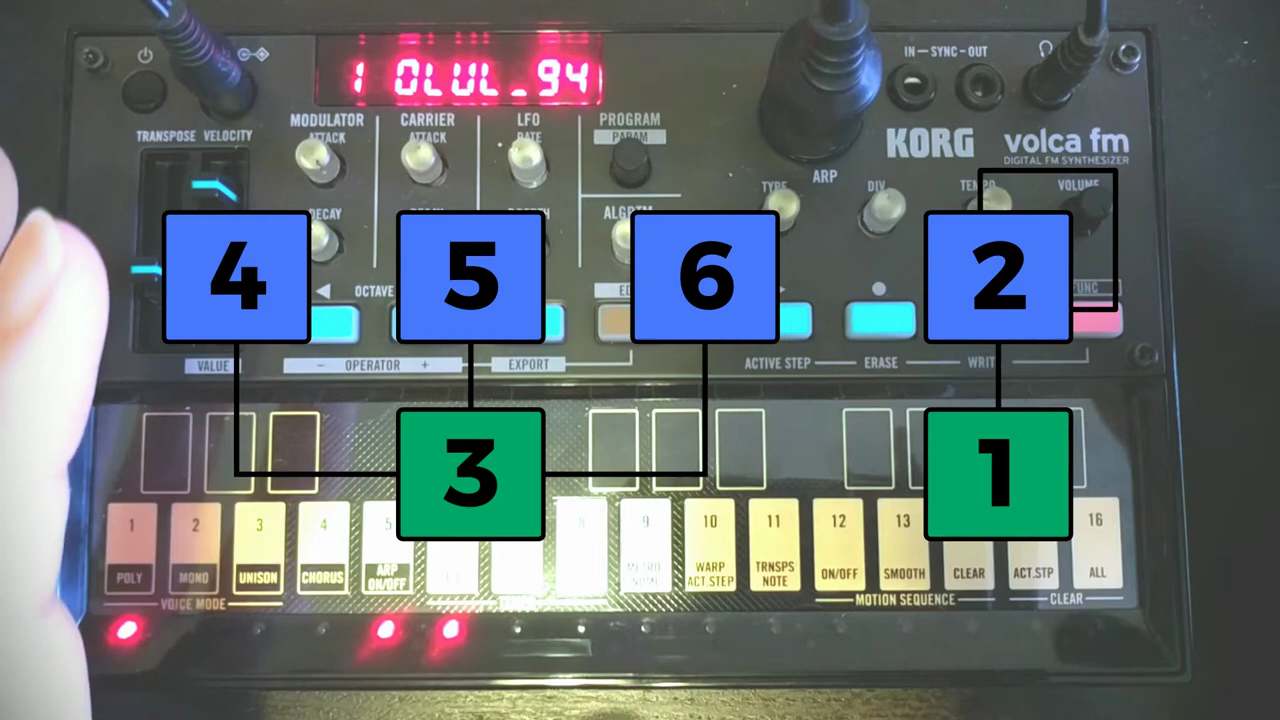 1 OLUL_94
IN — SYNC – OUT
KORG
volca fm
DIGITAL FM SYNTHESIZER
TRANSPOSE VELOCITY
MODULATOR
ATTACK
CARRIER
ATTACK
LFO
RATE
PROGRAM
PARAM
ARP
TYPE
DIV
TEMPO
VOLUME
DECAY
4
5
6
2
OCTAVE
FUNC
VALUE
– OPERATOR +
EXPORT
ACTIVE STEP
ERASE
3
1
1
2
3
4
5
9
10
11
12
13
16
POLY
MONO
UNISON
CHORUS
ARP
ON/OFF
WARP
ACT.STEP
TRNSPS
NOTE
ON/OFF
SMOOTH
CLEAR
ACT.STP
ALL
VOICE MODE
MOTION SEQUENCE
CLEAR